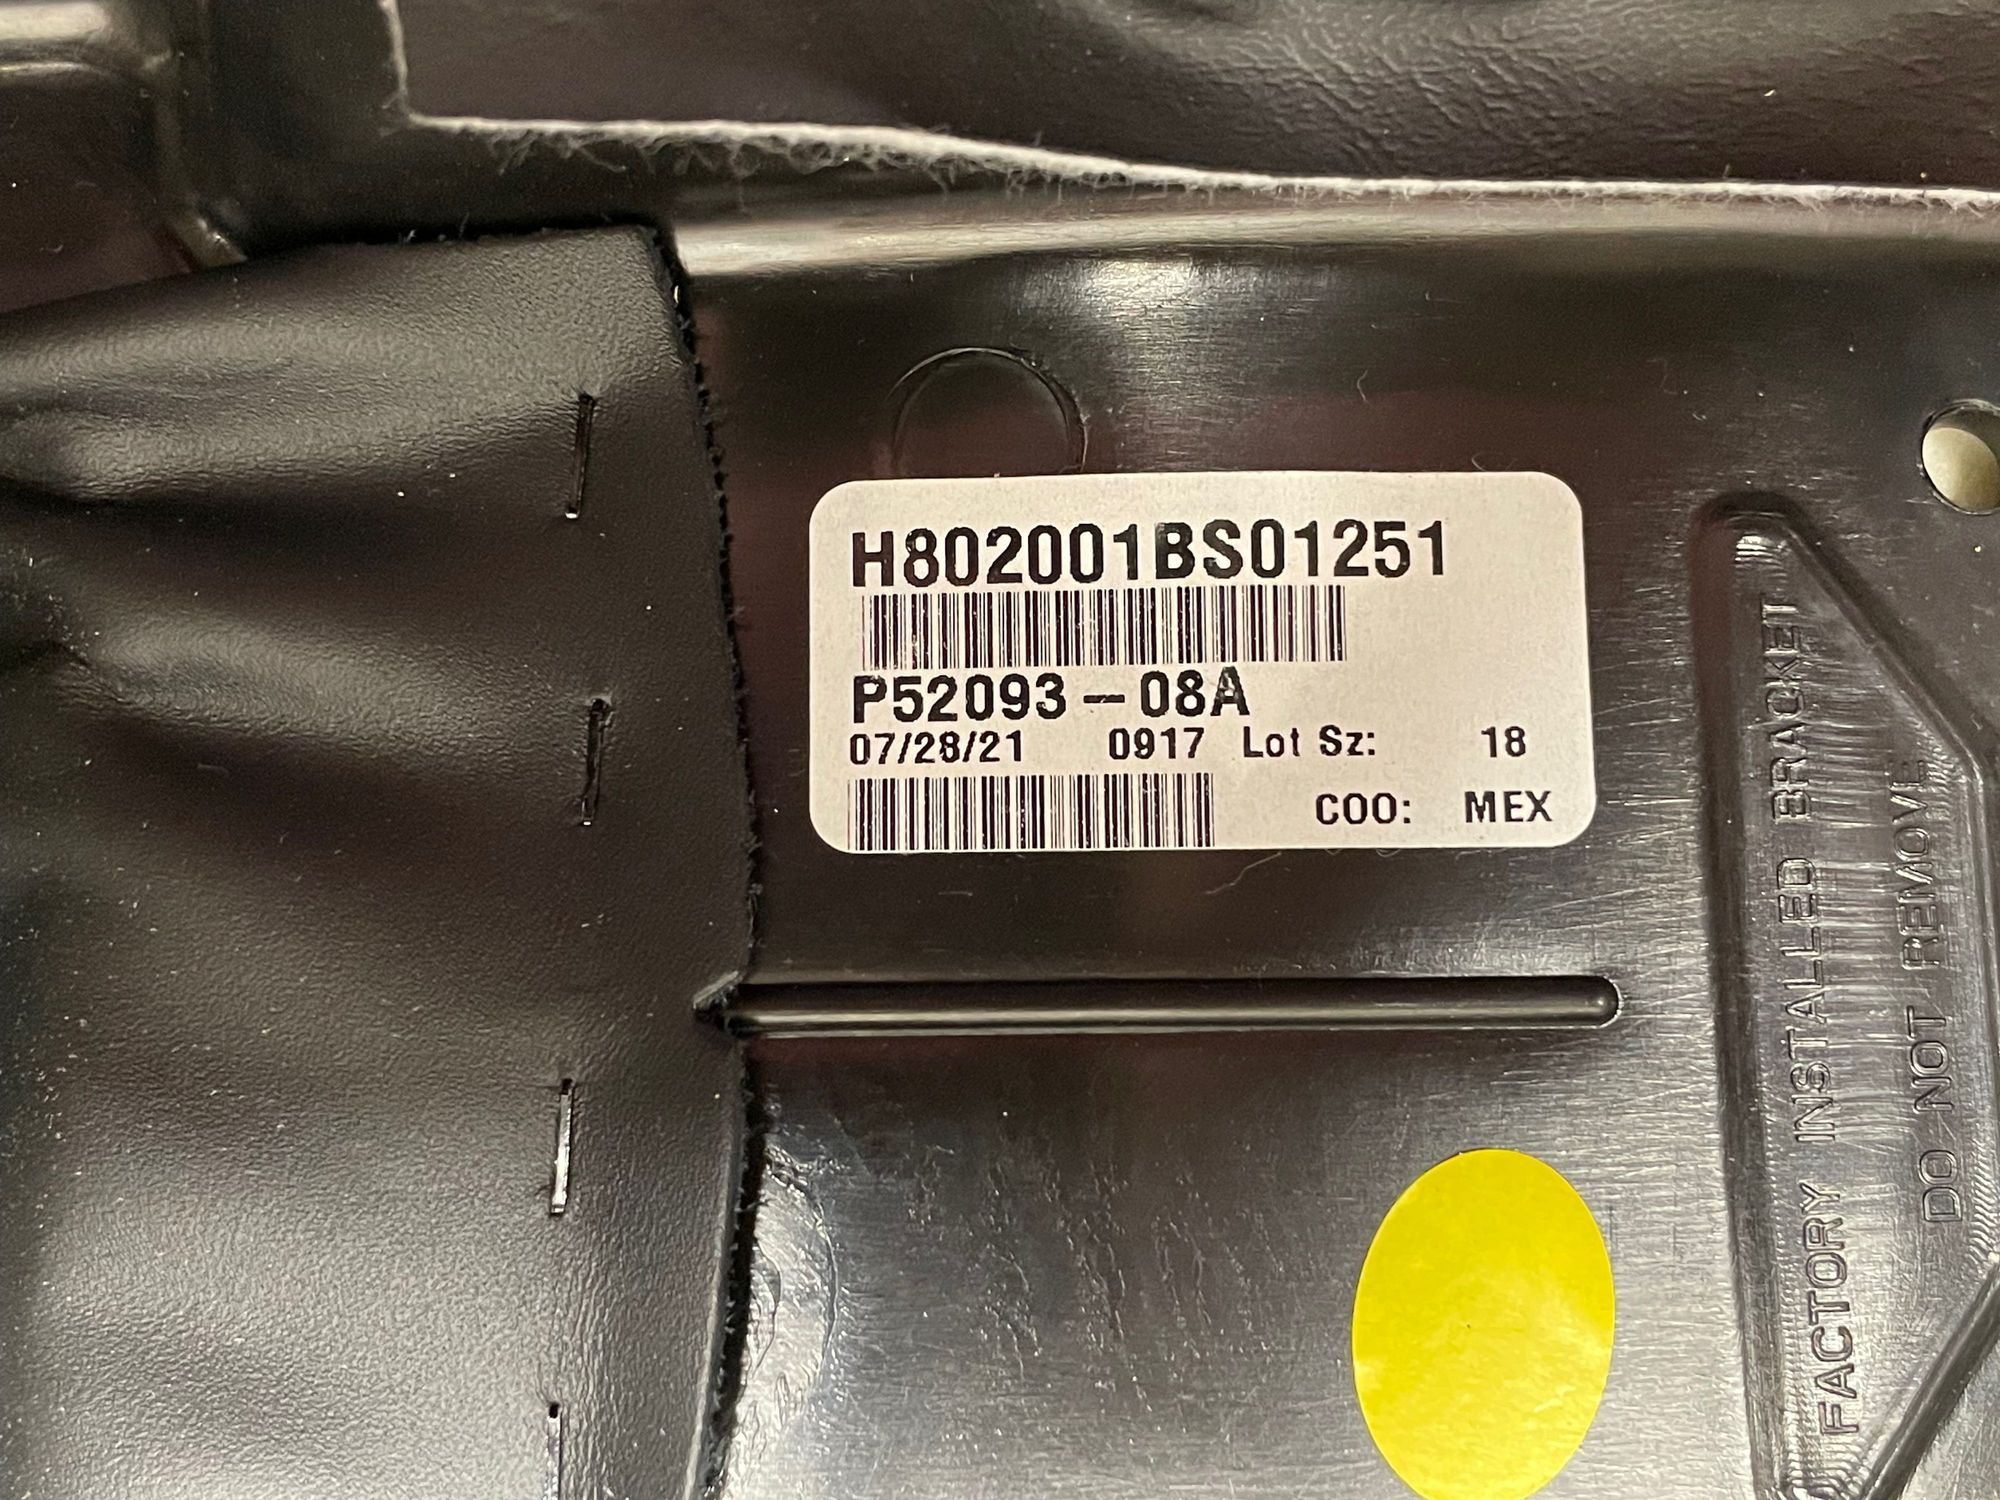 H802001BS01251
P52093-08A
07/28/21 0917 Lot Sz: 18
COO: MEX
FACTORY INSTALLED BRACKET
DO NOT REMOVE